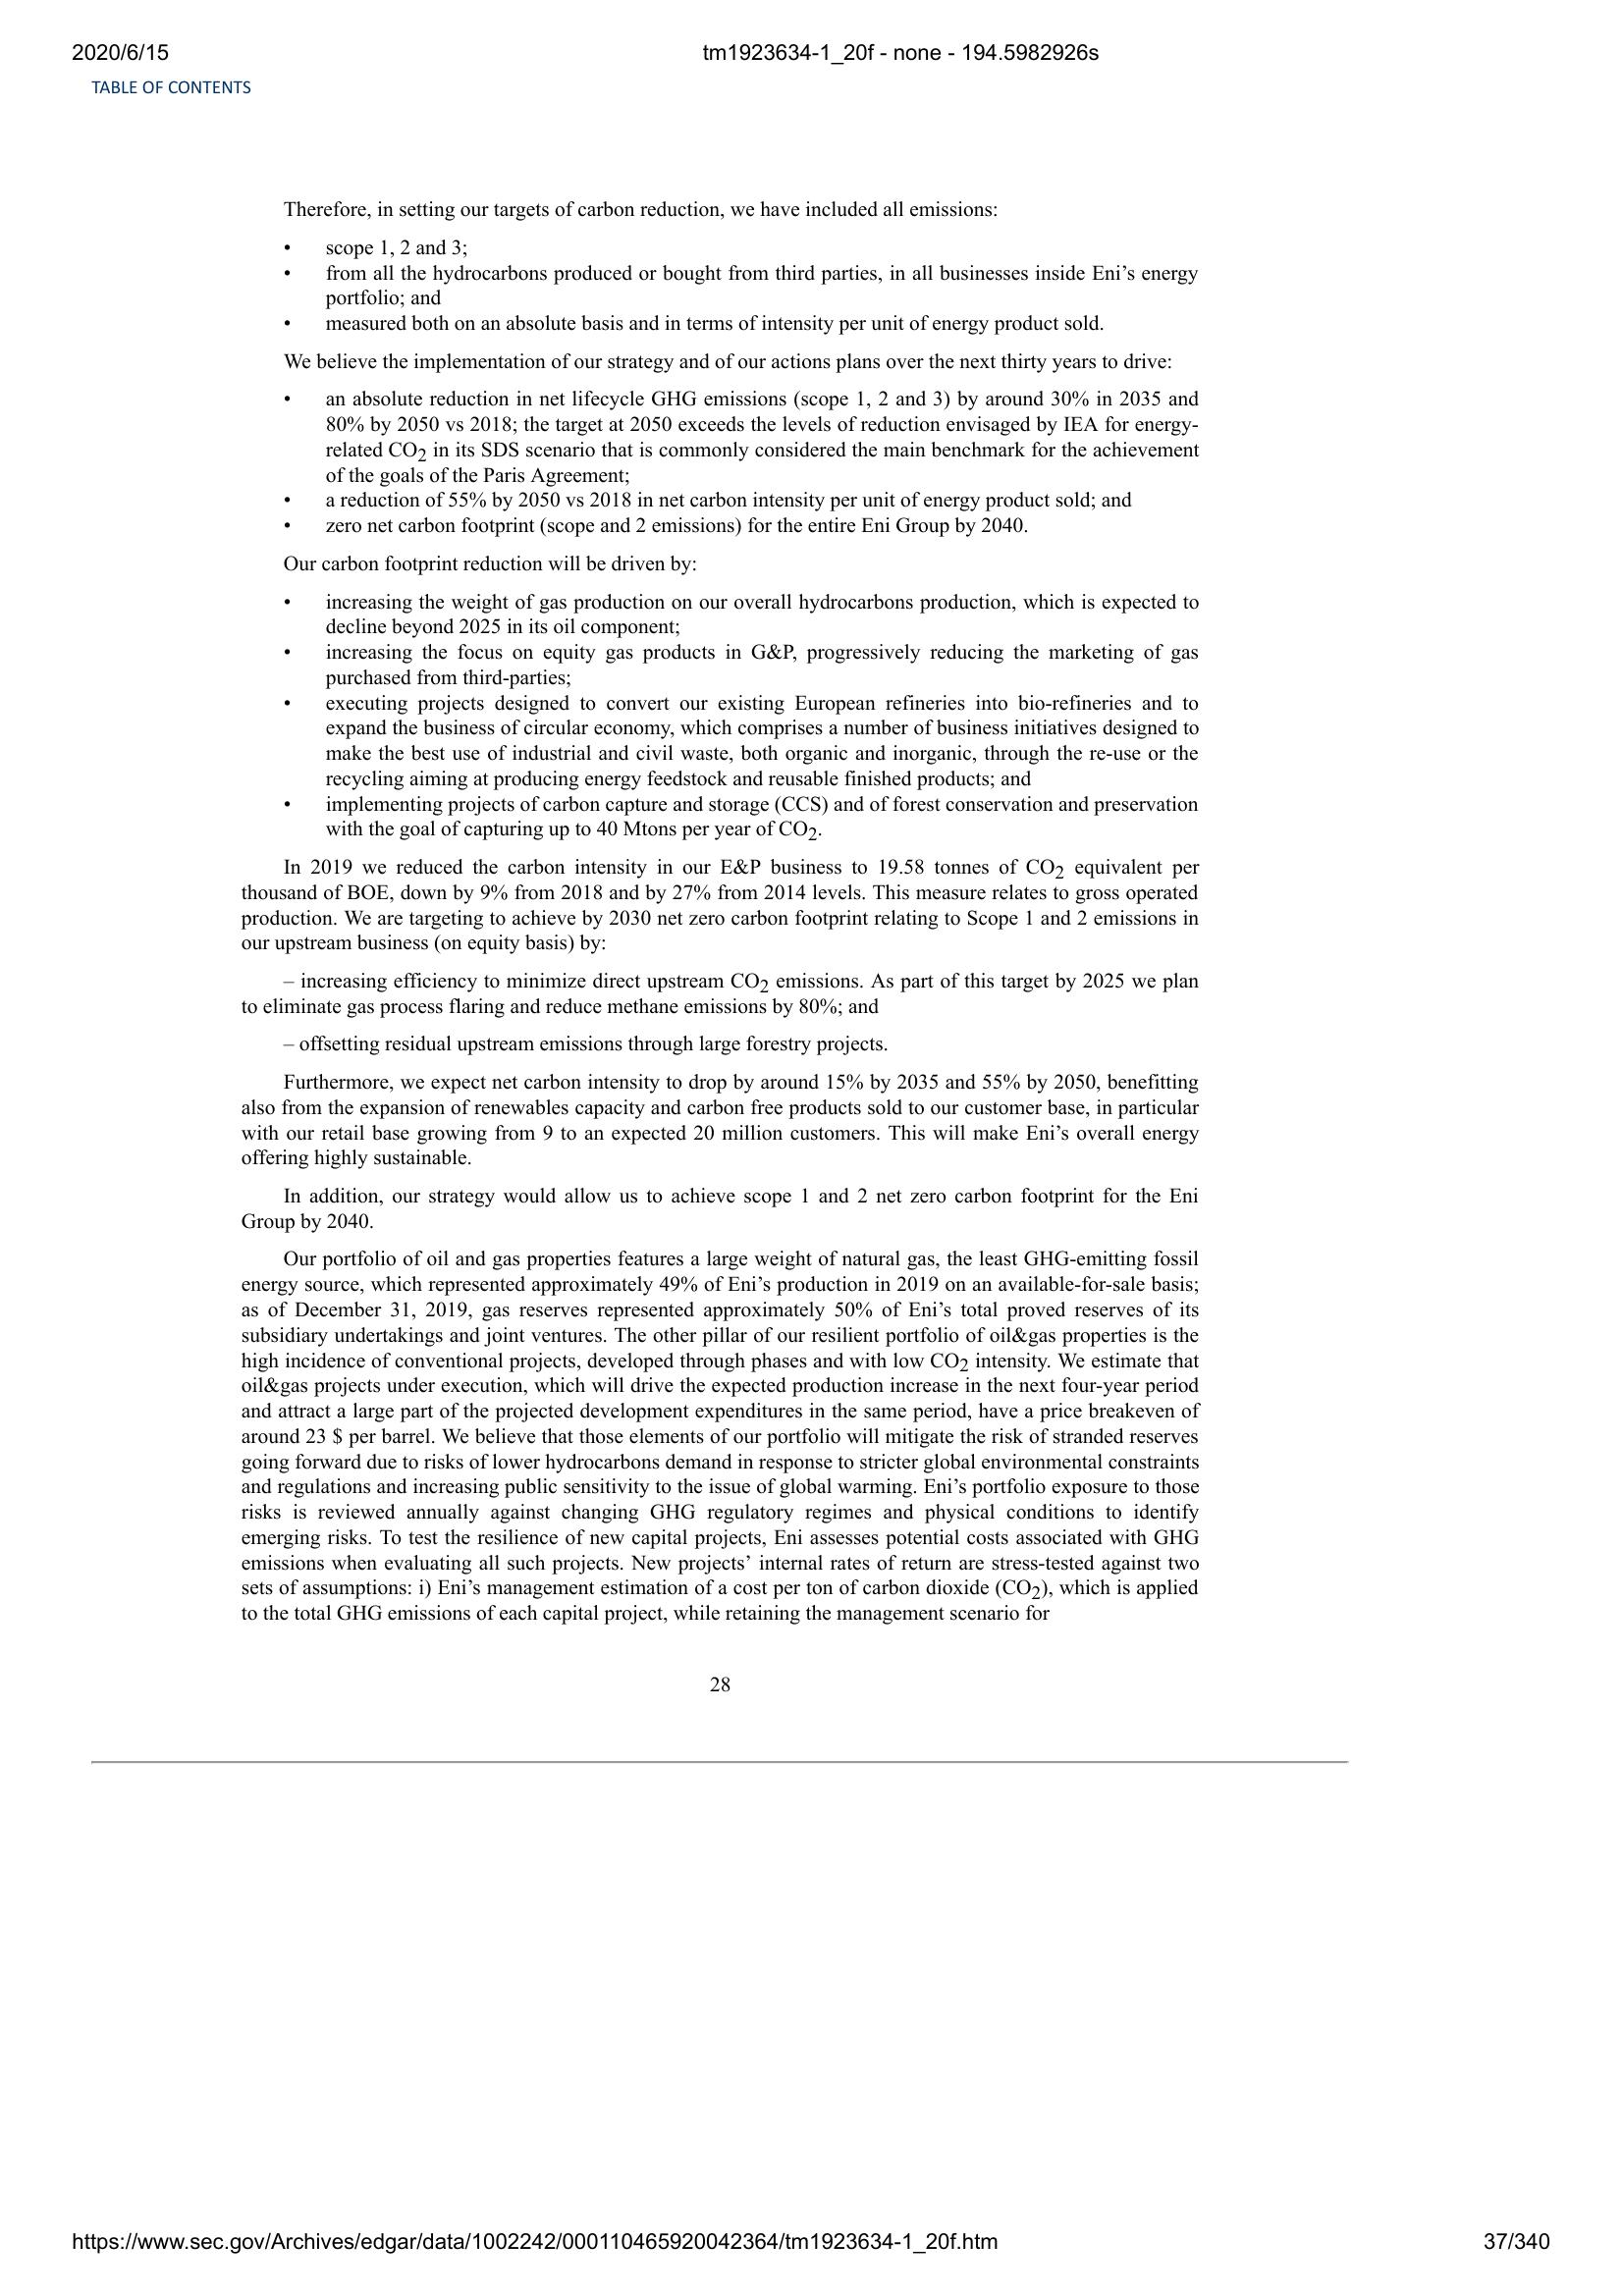 2020/6/15
tm1923634-1_20f - none - 194.5982926s
TABLE OF CONTENTS
Therefore, in setting our targets of carbon reduction, we have included all emissions:
• scope 1, 2 and 3;
• from all the hydrocarbons produced or bought from third parties, in all businesses inside Eni’s energy
portfolio; and
• measured both on an absolute basis and in terms of intensity per unit of energy product sold.
We believe the implementation of our strategy and of our actions plans over the next thirty years to drive:
• an absolute reduction in net lifecycle GHG emissions (scope 1, 2 and 3) by around 30% in 2035 and
80% by 2050 vs 2018; the target at 2050 exceeds the levels of reduction envisaged by IEA for energy-
related CO2 in its SDS scenario that is commonly considered the main benchmark for the achievement
of the goals of the Paris Agreement;
• a reduction of 55% by 2050 vs 2018 in net carbon intensity per unit of energy product sold; and
• zero net carbon footprint (scope and 2 emissions) for the entire Eni Group by 2040.
Our carbon footprint reduction will be driven by:
• increasing the weight of gas production on our overall hydrocarbons production, which is expected to
decline beyond 2025 in its oil component;
• increasing the focus on equity gas products in G&P, progressively reducing the marketing of gas
purchased from third-parties;
• executing projects designed to convert our existing European refineries into bio-refineries and to
expand the business of circular economy, which comprises a number of business initiatives designed to
make the best use of industrial and civil waste, both organic and inorganic, through the re-use or the
recycling aiming at producing energy feedstock and reusable finished products; and
• implementing projects of carbon capture and storage (CCS) and of forest conservation and preservation
with the goal of capturing up to 40 Mtons per year of CO2.
In 2019 we reduced the carbon intensity in our E&P business to 19.58 tonnes of CO2 equivalent per
thousand of BOE, down by 9% from 2018 and by 27% from 2014 levels. This measure relates to gross operated
production. We are targeting to achieve by 2030 net zero carbon footprint relating to Scope 1 and 2 emissions in
our upstream business (on equity basis) by:
– increasing efficiency to minimize direct upstream CO2 emissions. As part of this target by 2025 we plan
to eliminate gas process flaring and reduce methane emissions by 80%; and
– offsetting residual upstream emissions through large forestry projects.
Furthermore, we expect net carbon intensity to drop by around 15% by 2035 and 55% by 2050, benefitting
also from the expansion of renewables capacity and carbon free products sold to our customer base, in particular
with our retail base growing from 9 to an expected 20 million customers. This will make Eni’s overall energy
offering highly sustainable.
In addition, our strategy would allow us to achieve scope 1 and 2 net zero carbon footprint for the Eni
Group by 2040.
Our portfolio of oil and gas properties features a large weight of natural gas, the least GHG-emitting fossil
energy source, which represented approximately 49% of Eni’s production in 2019 on an available-for-sale basis;
as of December 31, 2019, gas reserves represented approximately 50% of Eni’s total proved reserves of its
subsidiary undertakings and joint ventures. The other pillar of our resilient portfolio of oil&gas properties is the
high incidence of conventional projects, developed through phases and with low CO2 intensity. We estimate that
oil&gas projects under execution, which will drive the expected production increase in the next four-year period
and attract a large part of the projected development expenditures in the same period, have a price breakeven of
around 23 $ per barrel. We believe that those elements of our portfolio will mitigate the risk of stranded reserves
going forward due to risks of lower hydrocarbons demand in response to stricter global environmental constraints
and regulations and increasing public sensitivity to the issue of global warming. Eni’s portfolio exposure to those
risks is reviewed annually against changing GHG regulatory regimes and physical conditions to identify
emerging risks. To test the resilience of new capital projects, Eni assesses potential costs associated with GHG
emissions when evaluating all such projects. New projects’ internal rates of return are stress-tested against two
sets of assumptions: i) Eni’s management estimation of a cost per ton of carbon dioxide (CO2), which is applied
to the total GHG emissions of each capital project, while retaining the management scenario for
28
https://www.sec.gov/Archives/edgar/data/1002242/000110465920042364/tm1923634-1_20f.htm
37/340